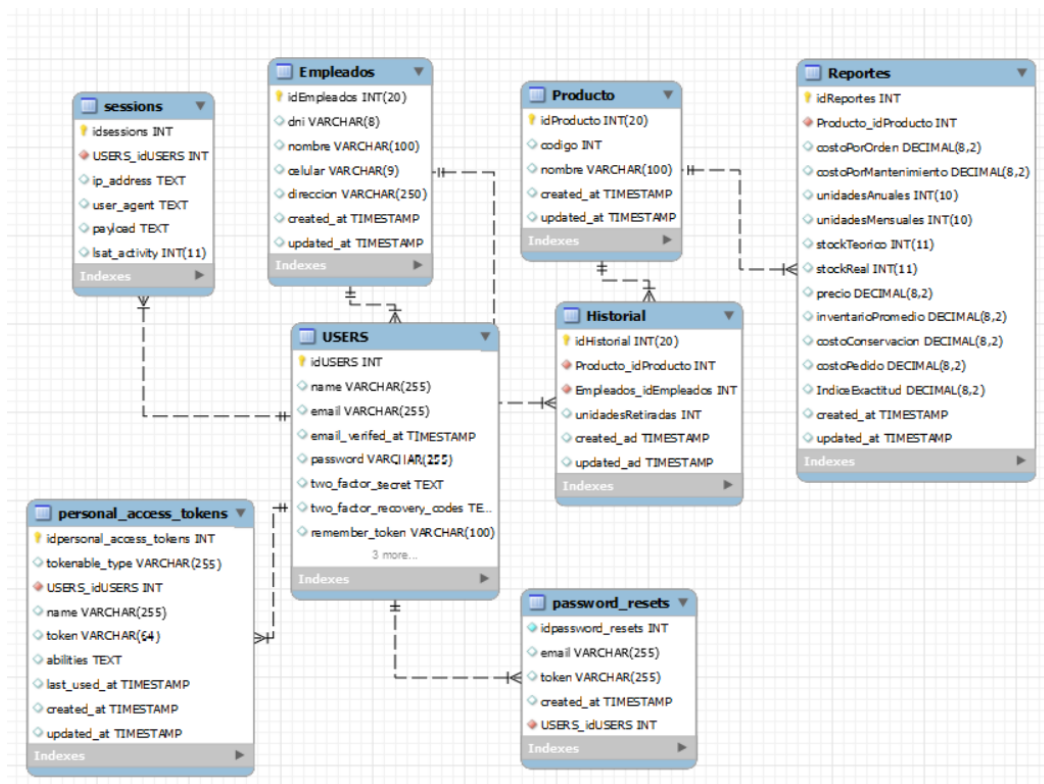 sessions
idsessions INT
USERS_idUSERS INT
ip_address TEXT
user_agent TEXT
payload TEXT
lsat_activity INT(11)
Indexes
Empleados
idEmpleados INT(20)
dni VARCHAR(8)
nombre VARCHAR(100)
celular VARCHAR(9)
direccion VARCHAR(250)
created_at TIMESTAMP
updated_at TIMESTAMP
Indexes
Producto
idProducto INT(20)
codigo INT
nombre VARCHAR(100)
created_at TIMESTAMP
updated_at TIMESTAMP
Indexes
Reportes
idReportes INT
Producto_idProducto INT
costoPorOrden DECIMAL(8,2)
costoPorMantenimiento DECIMAL(8,2)
unidadesAnuales INT(10)
unidadesMensuales INT(10)
stockTeorico INT(11)
stockReal INT(11)
precio DECIMAL(8,2)
inventarioPromedio DECIMAL(8,2)
costoConservacion DECIMAL(8,2)
costoPedido DECIMAL(8,2)
IndiceExactitud DECIMAL(8,2)
created_at TIMESTAMP
updated_at TIMESTAMP
Indexes
USERS
idUSERS INT
name VARCHAR(255)
email VARCHAR(255)
email_verifed_at TIMESTAMP
password VARCHAR(255)
two_factor_secret TEXT
two_factor_recovery_codes TE...
remember_token VARCHAR(100)
3 more...
Indexes
Historial
idHistorial INT(20)
Producto_idProducto INT
Empleados_idEmpleados INT
unidadesRetiradas INT
created_ad TIMESTAMP
updated_ad TIMESTAMP
Indexes
personal_access_tokens
idpersonal_access_tokens INT
tokenable_type VARCHAR(255)
USERS_idUSERS INT
name VARCHAR(255)
token VARCHAR(64)
abilities TEXT
last_used_at TIMESTAMP
created_at TIMESTAMP
updated_at TIMESTAMP
Indexes
password_resets
idpassword_resets INT
email VARCHAR(255)
token VARCHAR(255)
created_at TIMESTAMP
USERS_idUSERS INT
Indexes